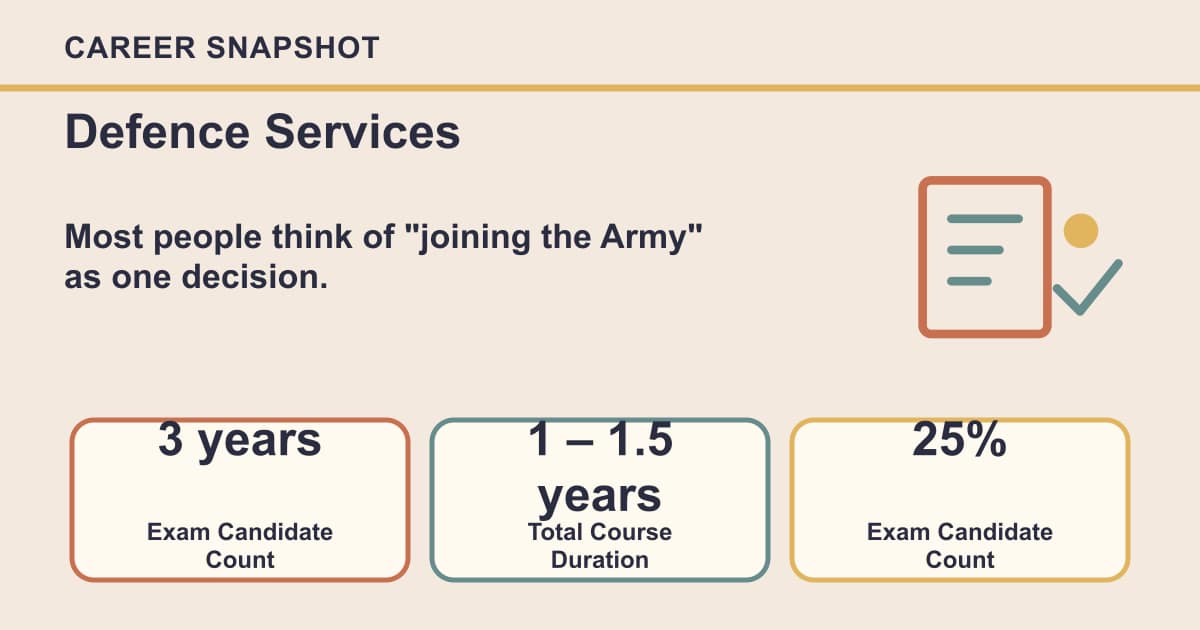 CAREER SNAPSHOT
Defence Services
Most people think of "joining the Army"
as one decision.
3 years
Exam Candidate
Count
1 – 1.5
years
Total Course
Duration
25%
Exam Candidate
Count